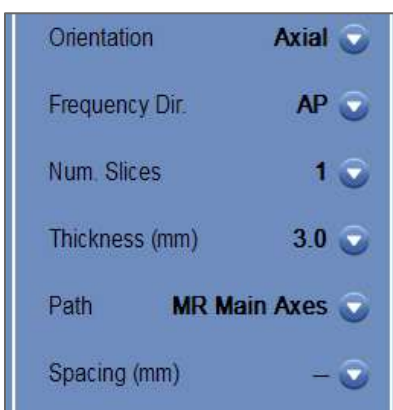 Orientation Axial
Frequency Dir. AP
Num. Slices 1
Thickness (mm) 3.0
Path MR Main Axes
Spacing (mm) –